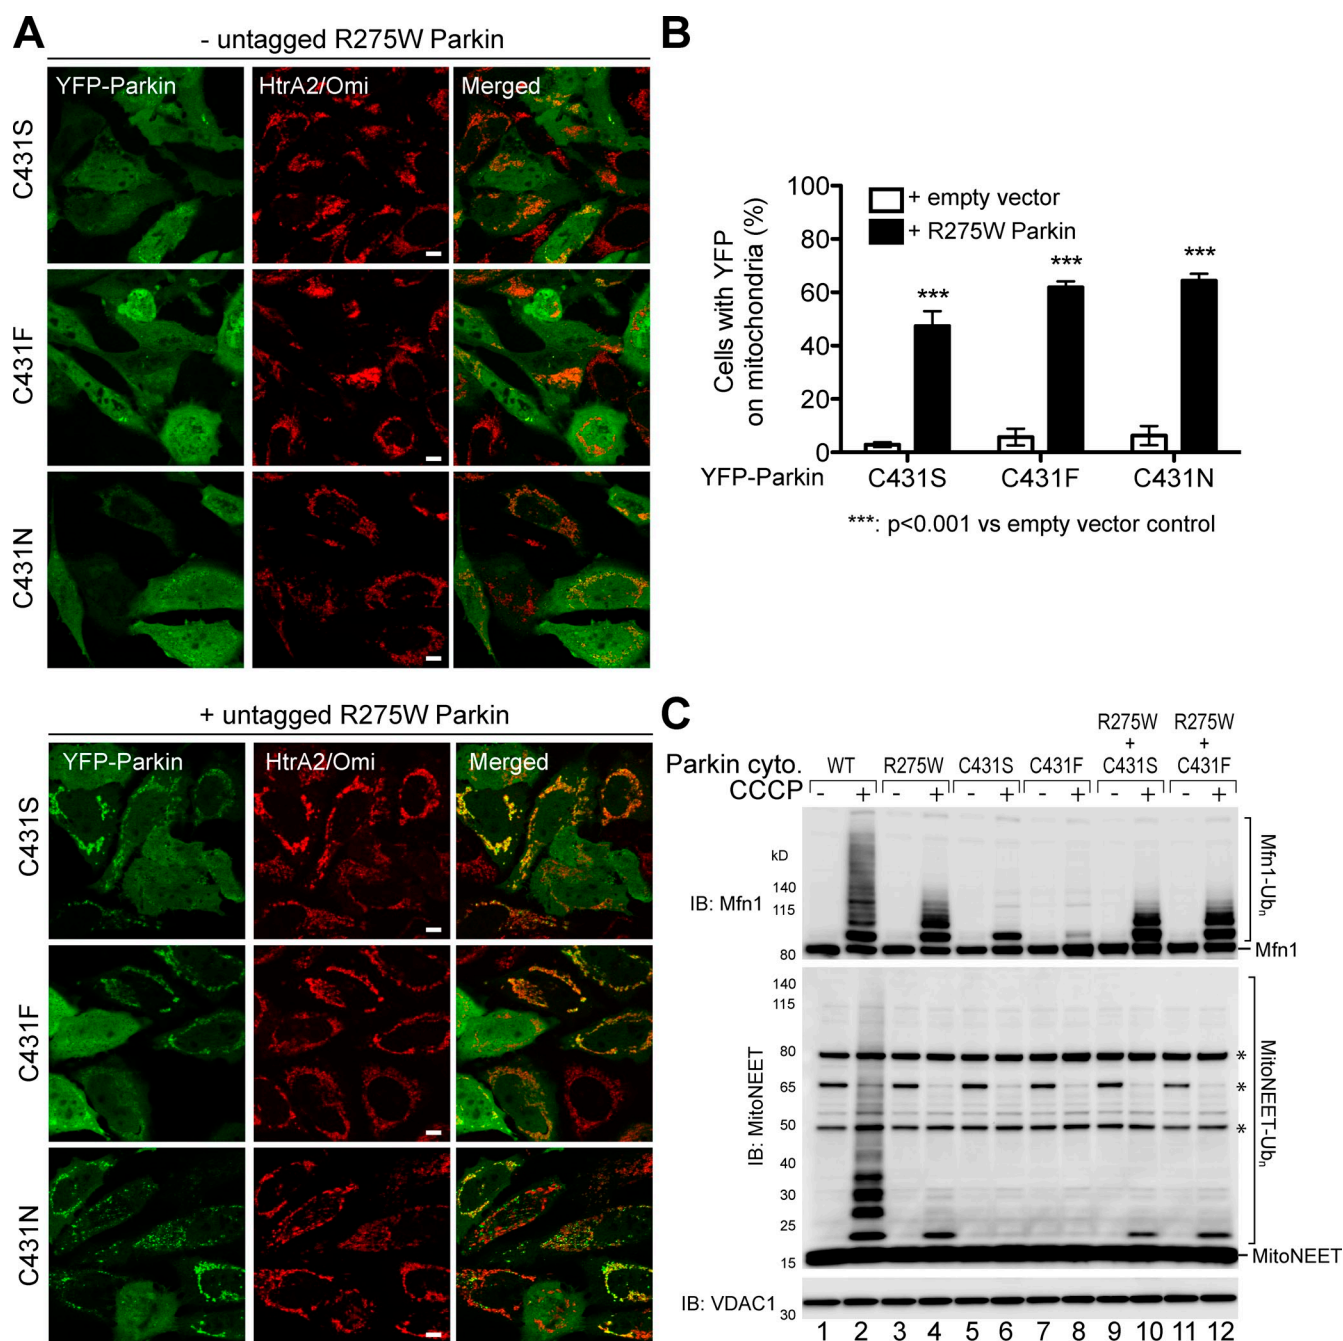 A
- untagged R275W Parkin
YFP-Parkin HtrA2/Omi Merged
C431S
C431F
C431N
+ untagged R275W Parkin
YFP-Parkin HtrA2/Omi Merged
C431S
C431F
C431N
B
Cells with YFP
on mitochondria (%)
100
80
60
40
20
0
+ empty vector
+ R275W Parkin
*** *** ***
YFP-Parkin C431S C431F C431N
***: p<0.001 vs empty vector control
C
R275W R275W
+ +
Parkin cyto. WT R275W C431S C431F C431S C431F
CCCP - + - + - + - + - + - +
kD
140
115
80
IB: Mfn1
Mfn1-Ubn
Mfn1
140
115
80
65
50
40
30
25
15
IB: MitoNEET
*
*
*
MitoNEET-Ubn
MitoNEET
IB: VDAC1
30
1 2 3 4 5 6 7 8 9 10 11 12